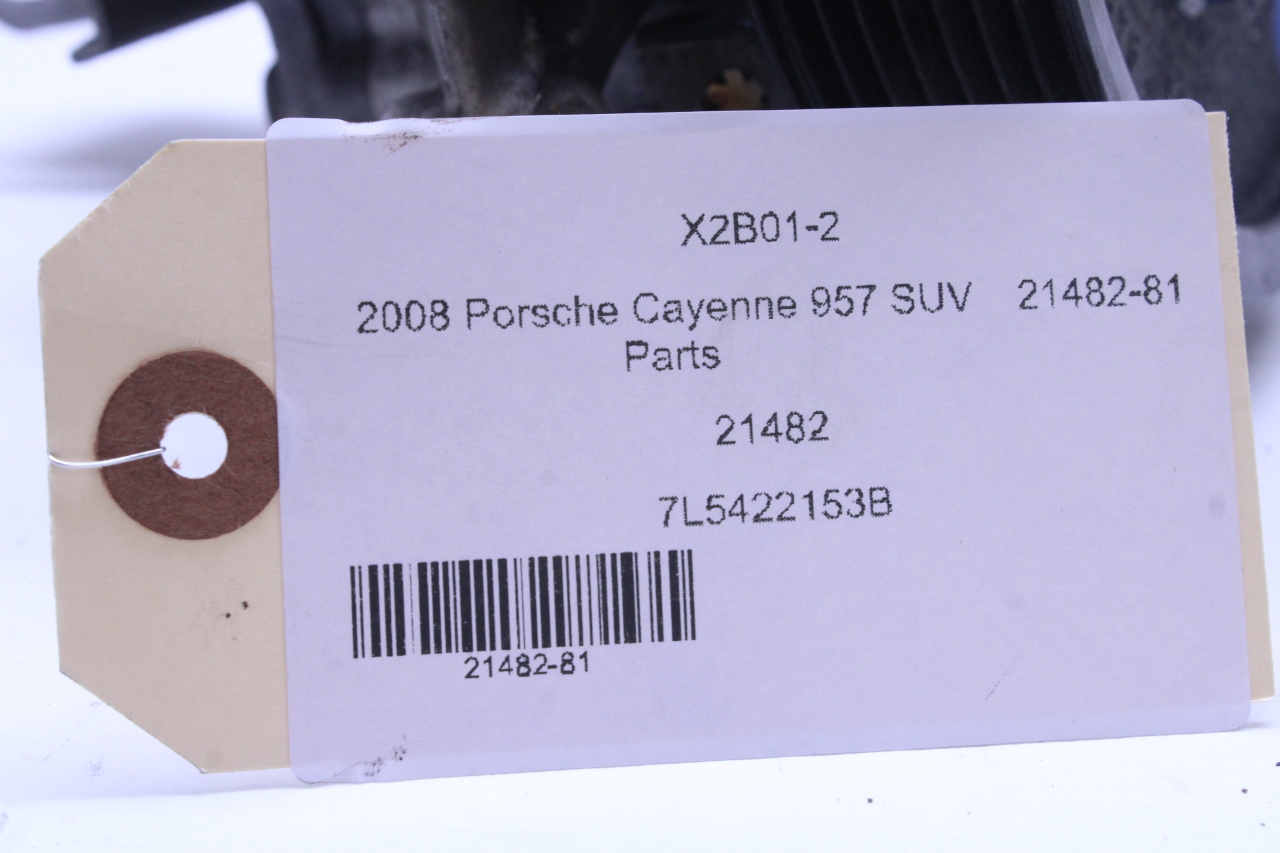 X2B01-2
2008 Porsche Cayenne 957 SUV 21482-81
Parts
21482
7L5422153B
21482-81